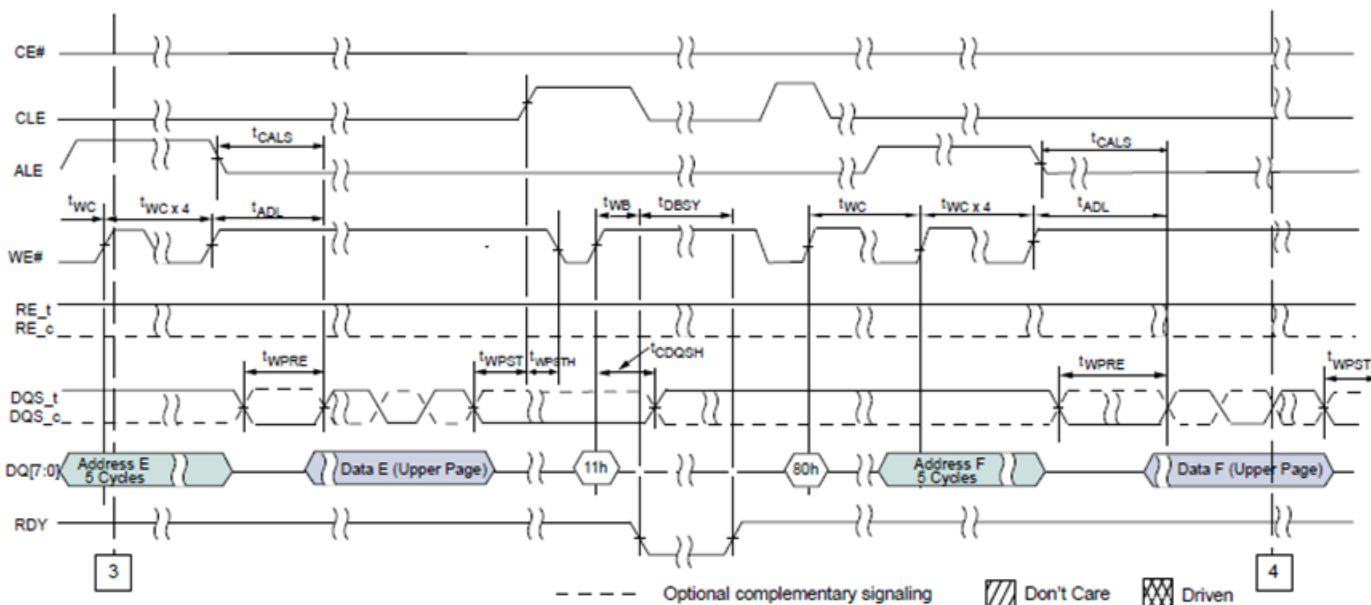 CE#
CLE
tCALS
tCALS
ALE
tWC
tWC x 4
tADL
tWB
tDBSY
tWC
tWC x 4
tADL
WE#
RE_t
RE_c
tWPRE
tWPST
tWPSTH
tCDQSH
tWPRE
tWPST
DQS_t
DQS_c
DQ[7:0]
Address E
5 Cycles
Data E (Upper Page)
11h
80h
Address F
5 Cycles
Data F (Upper Page)
RDY
3
4
Optional complementary signaling
Don't Care
Driven